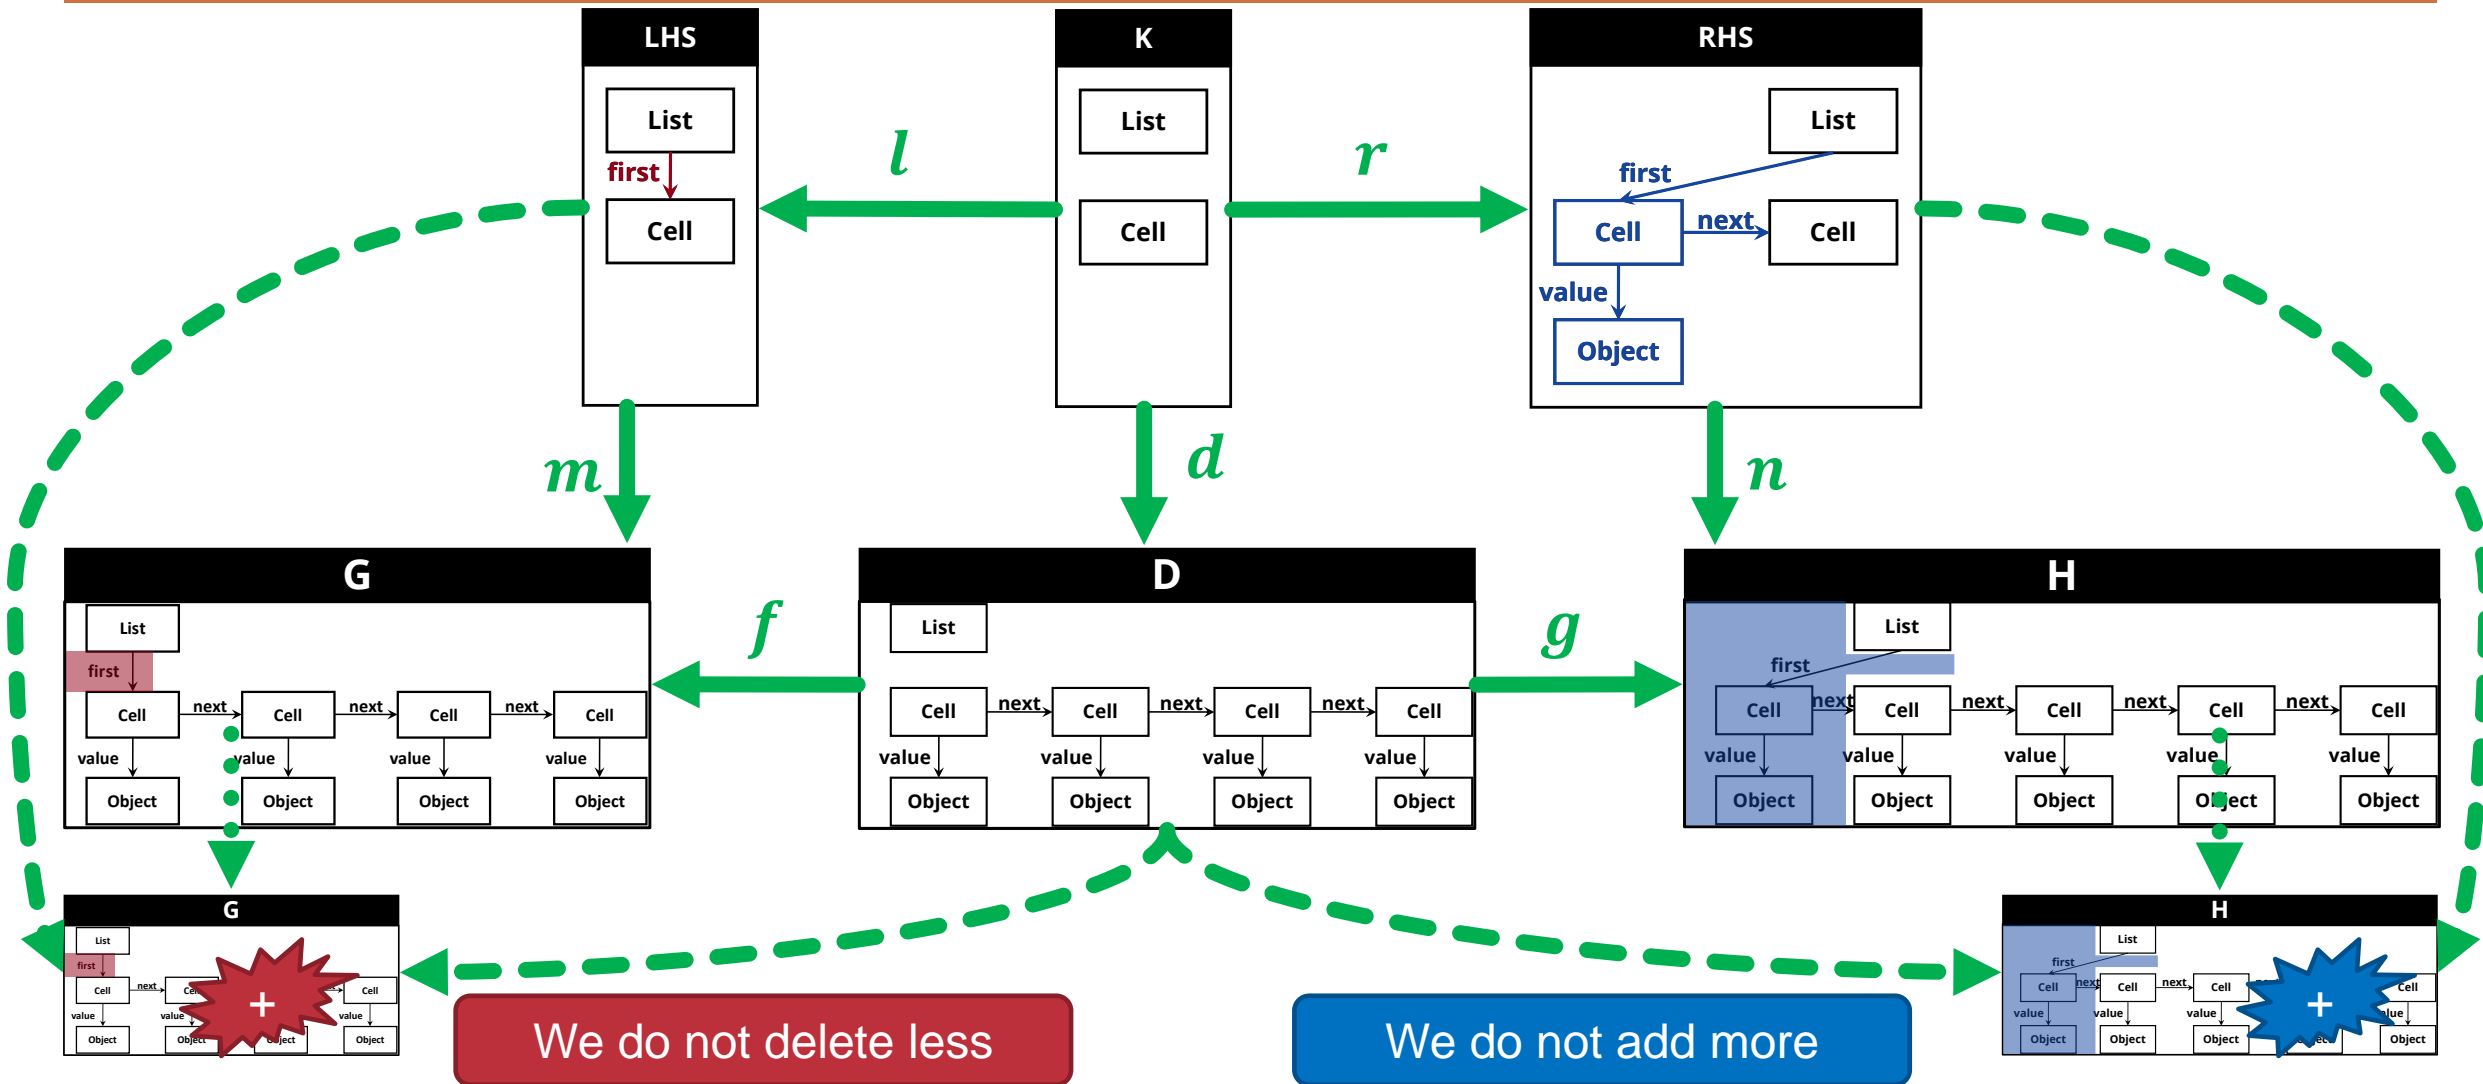 LHS
K
RHS
List
first
Cell
l
List
Cell
r
List
first
Cell
next
Cell
value
Object
m
d
n
G
List
first
Cell
next
Cell
next
Cell
next
Cell
value
value
value
value
Object
Object
Object
Object
f
D
List
Cell
next
Cell
next
Cell
next
Cell
value
value
value
value
Object
Object
Object
Object
g
H
List
first
Cell
next
Cell
next
Cell
next
Cell
next
Cell
value
value
value
value
value
Object
Object
Object
Object
Object
G
List
first
Cell
next
Cell
Cell
value
value
value
Object
Object
Object
+
We do not delete less
We do not add more
H
List
first
Cell
next
Cell
next
Cell
Cell
value
value
value
Object
Object
Object
Object
+